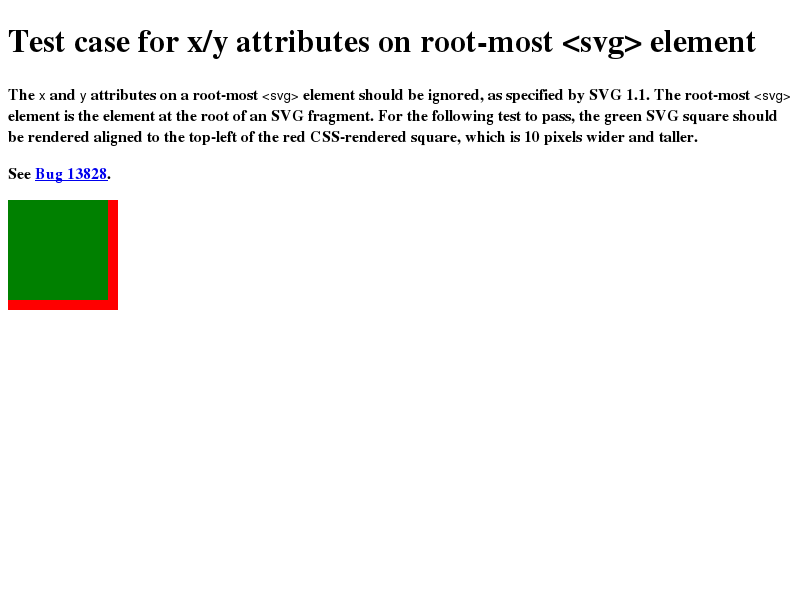 Test case for x/y attributes on root-most <svg> element
The x and y attributes on a root-most <svg> element should be ignored, as specified by SVG 1.1. The root-most <svg>
element is the element at the root of an SVG fragment. For the following test to pass, the green SVG square should
be rendered aligned to the top-left of the red CSS-rendered square, which is 10 pixels wider and taller.
See Bug 13828.